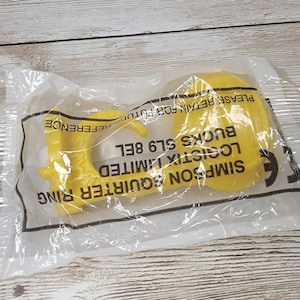 SIMPSON SQUIRTER RING
LOGISTIX LIMITED
BUCKS SL9 8EL
PLEASE RETAIN FOR FUTURE REFERENCE